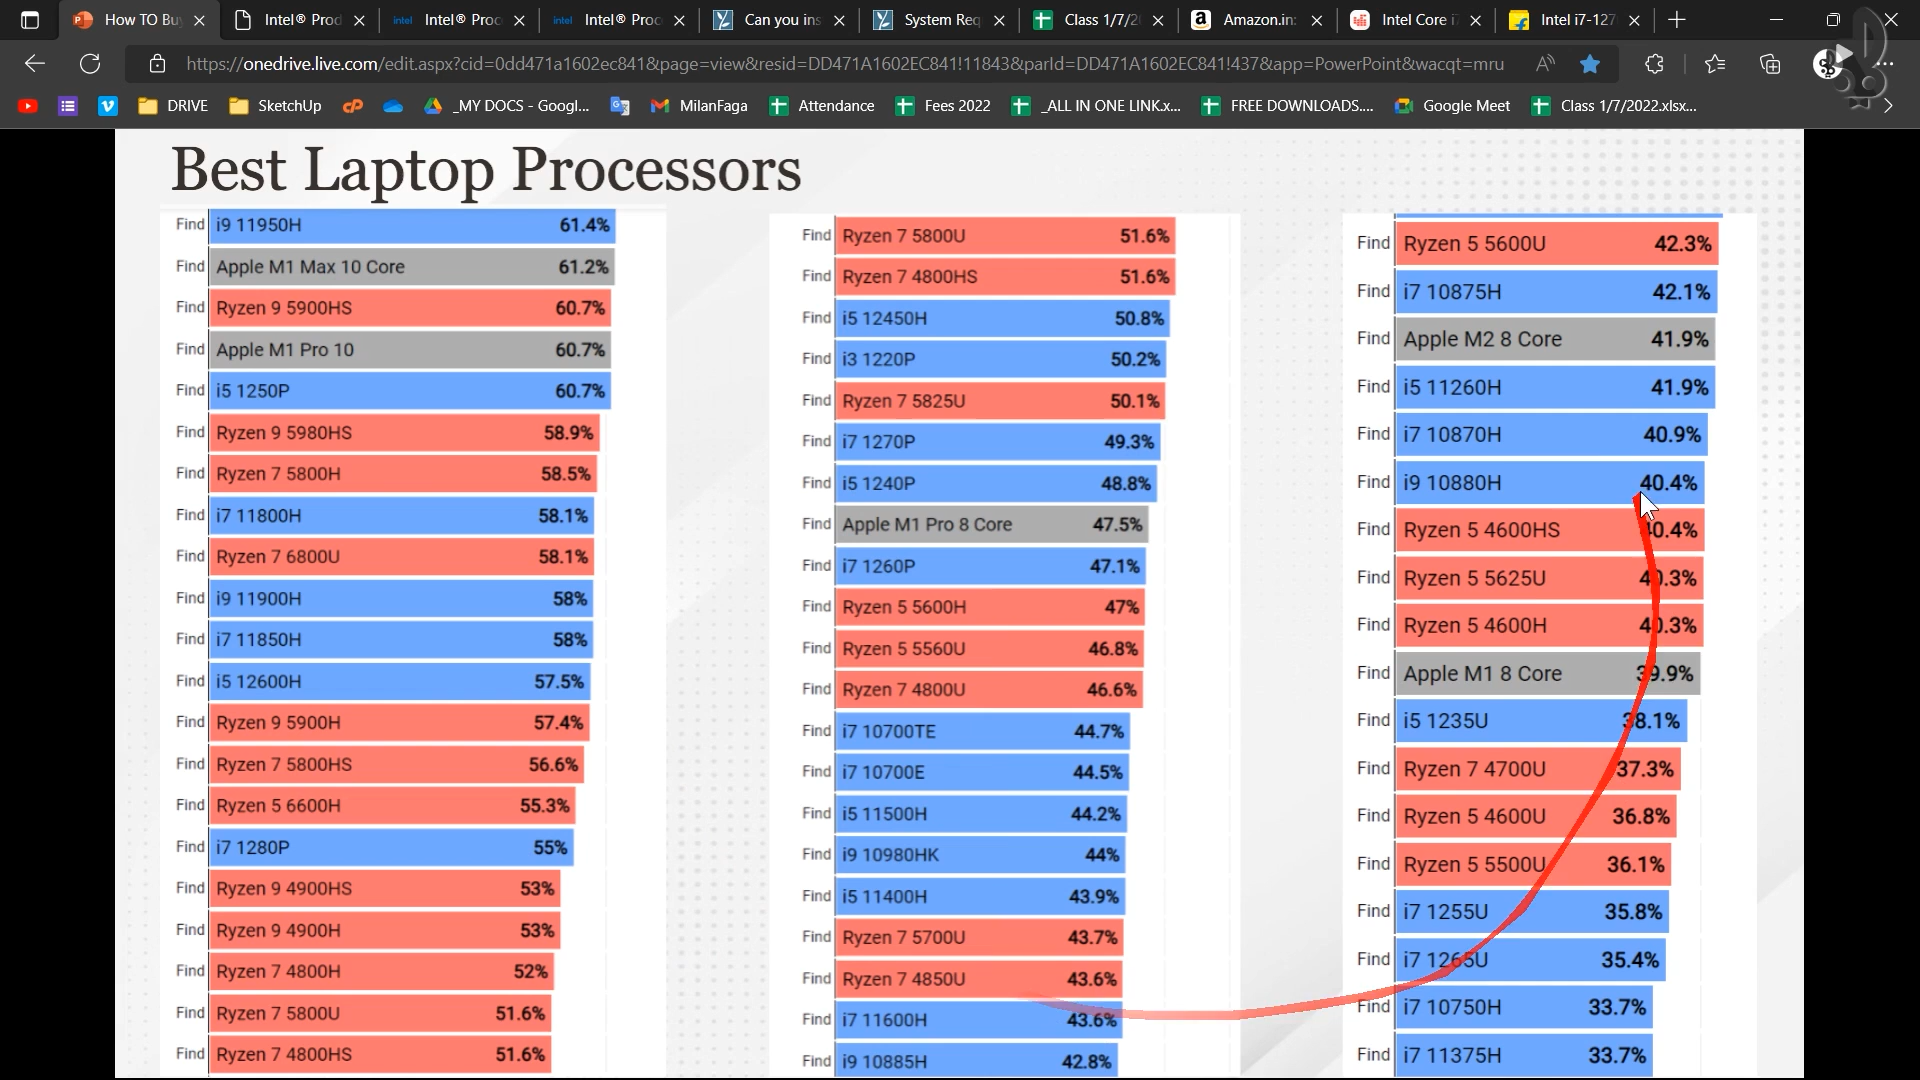 How TO Bu
Intel® Prod
intel Intel® Proc
intel Intel® Proc
Can you ins
System Req
Class 1/7/2
Amazon.in:
Intel Core i
Intel i7-127
https://onedrive.live.com/edit.aspx?cid=0dd471a1602ec841&page=view&resid=DD471A1602EC841!11843&parId=DD471A1602EC841!437&app=PowerPoint&wacqt=mru
DRIVE
SketchUp
_MY DOCS - Googl...
MilanFaga
Attendance
Fees 2022
_ALL IN ONE LINK.x...
FREE DOWNLOADS....
Google Meet
Class 1/7/2022.xlsx...
Best Laptop Processors
Find i9 11950H 61.4%
Find Apple M1 Max 10 Core 61.2%
Find Ryzen 9 5900HS 60.7%
Find Apple M1 Pro 10 60.7%
Find i5 1250P 60.7%
Find Ryzen 9 5980HS 58.9%
Find Ryzen 7 5800H 58.5%
Find i7 11800H 58.1%
Find Ryzen 7 6800U 58.1%
Find i9 11900H 58%
Find i7 11850H 58%
Find i5 12600H 57.5%
Find Ryzen 9 5900H 57.4%
Find Ryzen 7 5800HS 56.6%
Find Ryzen 5 6600H 55.3%
Find i7 1280P 55%
Find Ryzen 9 4900HS 53%
Find Ryzen 9 4900H 53%
Find Ryzen 7 4800H 52%
Find Ryzen 7 5800U 51.6%
Find Ryzen 7 4800HS 51.6%
Find Ryzen 7 5800U 51.6%
Find Ryzen 7 4800HS 51.6%
Find i5 12450H 50.8%
Find i3 1220P 50.2%
Find Ryzen 7 5825U 50.1%
Find i7 1270P 49.3%
Find i5 1240P 48.8%
Find Apple M1 Pro 8 Core 47.5%
Find i7 1260P 47.1%
Find Ryzen 5 5600H 47%
Find Ryzen 5 5560U 46.8%
Find Ryzen 7 4800U 46.6%
Find i7 10700TE 44.7%
Find i7 10700E 44.5%
Find i5 11500H 44.2%
Find i9 10980HK 44%
Find i5 11400H 43.9%
Find Ryzen 7 5700U 43.7%
Find Ryzen 7 4850U 43.6%
Find i7 11600H 43.6%
Find i9 10885H 42.8%
Find Ryzen 5 5600U 42.3%
Find i7 10875H 42.1%
Find Apple M2 8 Core 41.9%
Find i5 11260H 41.9%
Find i7 10870H 40.9%
Find i9 10880H 40.4%
Find Ryzen 5 4600HS 40.4%
Find Ryzen 5 5625U 40.3%
Find Ryzen 5 4600H 40.3%
Find Apple M1 8 Core 39.9%
Find i5 1235U 38.1%
Find Ryzen 7 4700U 37.3%
Find Ryzen 5 4600U 36.8%
Find Ryzen 5 5500U 36.1%
Find i7 1255U 35.8%
Find i7 1265U 35.4%
Find i7 10750H 33.7%
Find i7 11375H 33.7%